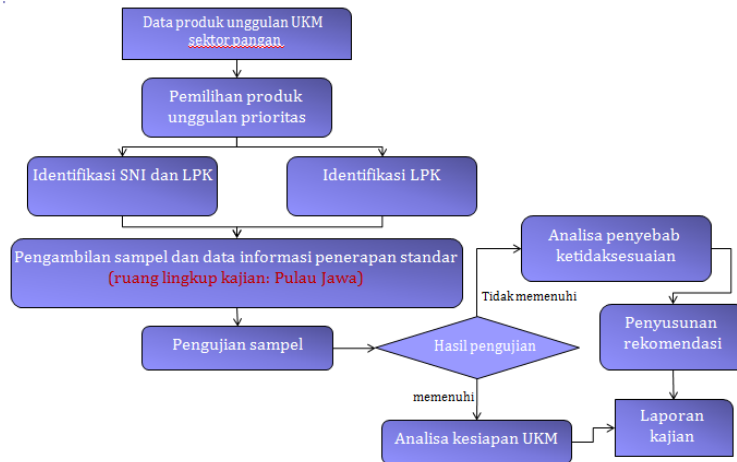 Data produk unggulan UKM
sektor pangan
Pemilihan produk
unggulan prioritas
Identifikasi SNI dan LPK
Identifikasi LPK
Pengambilan sampel dan data informasi penerapan standar
(ruang lingkup kajian: Pulau Jawa)
Pengujian sampel
Hasil pengujian
Tidak memenuhi
Analisa penyebab
ketidaksesuaian
Penyusunan
rekomendasi
memenuhi
Analisa kesiapan UKM
Laporan
kajian